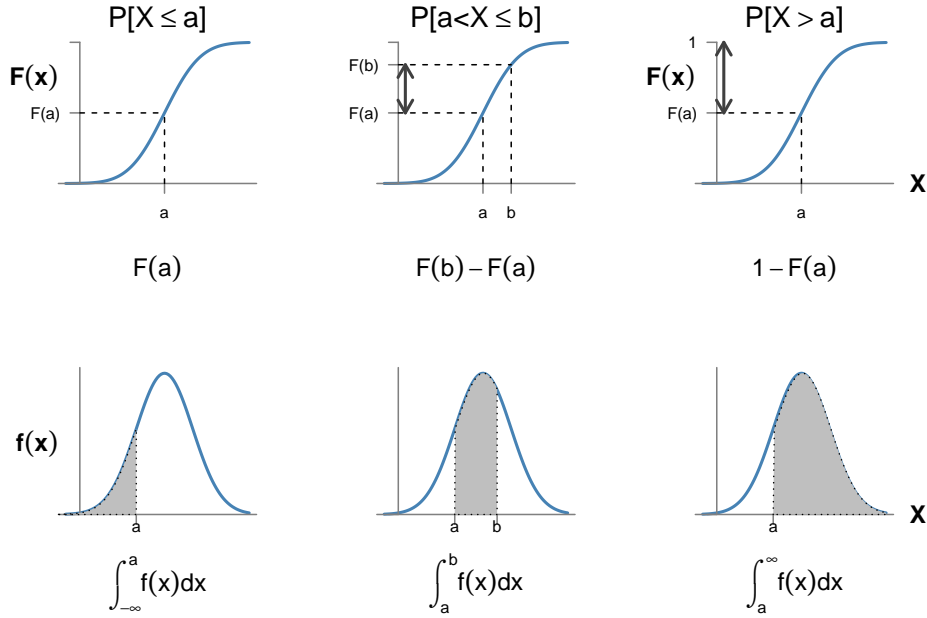 P[X ≤ a] P[a<X ≤ b] P[X > a]
F(x) F(a) a
F(b) F(a) a b
1 F(x) F(a) a X
F(a) F(b) − F(a) 1 − F(a)
f(x) a a b a X
∫_{−∞}^{a} f(x)dx ∫_{a}^{b} f(x)dx ∫_{a}^{∞} f(x)dx